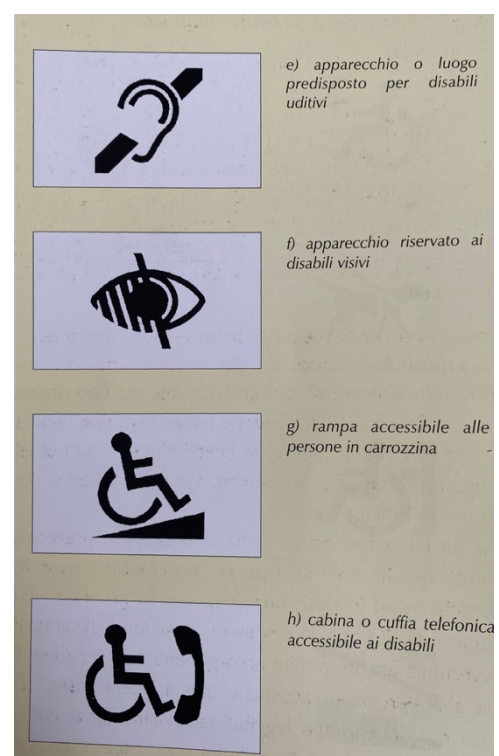 e) apparecchio o luogo
predisposto per disabili
uditivi
f) apparecchio riservato ai
disabili visivi
g) rampa accessibile alle
persone in carrozzina
h) cabina o cuffia telefonica
accessibile ai disabili